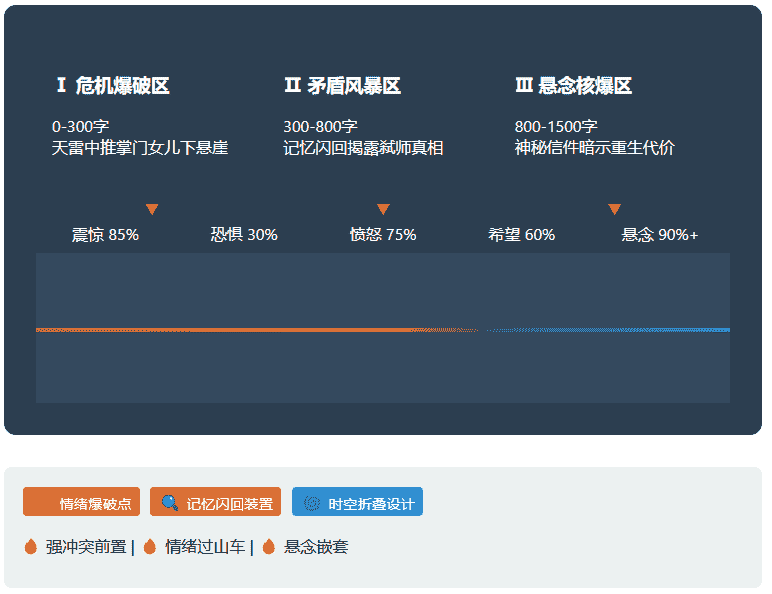 Ⅰ 危机爆破区
0-300字
天雷中推掌门女儿下悬崖
Ⅱ 矛盾风暴区
300-800字
记忆闪回揭露弑师真相
Ⅲ 悬念核爆区
800-1500字
神秘信件暗示重生代价
震惊 85% 恐惧 30% 愤怒 75% 希望 60% 悬念 90%+
情绪爆破点 记忆闪回装置 时空折叠设计
强冲突前置 | 情绪过山车 | 悬念嵌套